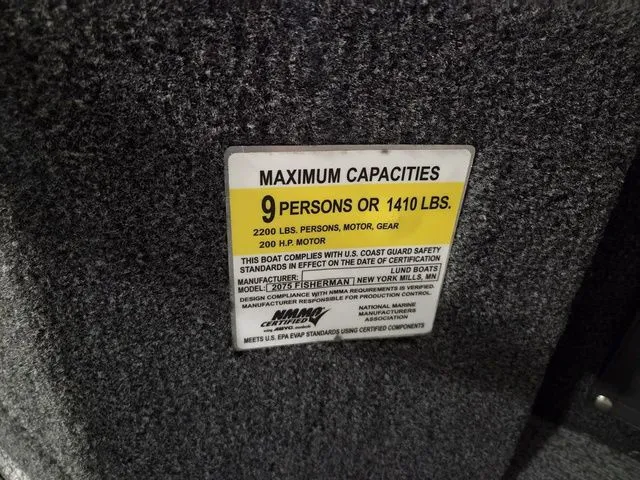 MAXIMUM CAPACITIES
9 PERSONS OR 1410 LBS.
2200 LBS. PERSONS, MOTOR, GEAR
200 H.P. MOTOR
THIS BOAT COMPLIES WITH U.S. COAST GUARD SAFETY
STANDARDS IN EFFECT ON THE DATE OF CERTIFICATION
MANUFACTURER: LUND BOATS
MODEL: 2075 FISHERMAN NEW YORK MILLS, MN
DESIGN COMPLIANCE WITH NMMA REQUIREMENTS IS VERIFIED.
MANUFACTURER RESPONSIBLE FOR PRODUCTION CONTROL.
NMMA
CERTIFIED
using ABYC standards
NATIONAL MARINE
MANUFACTURERS
ASSOCIATION
MEETS U.S. EPA EVAP STANDARDS USING CERTIFIED COMPONENTS